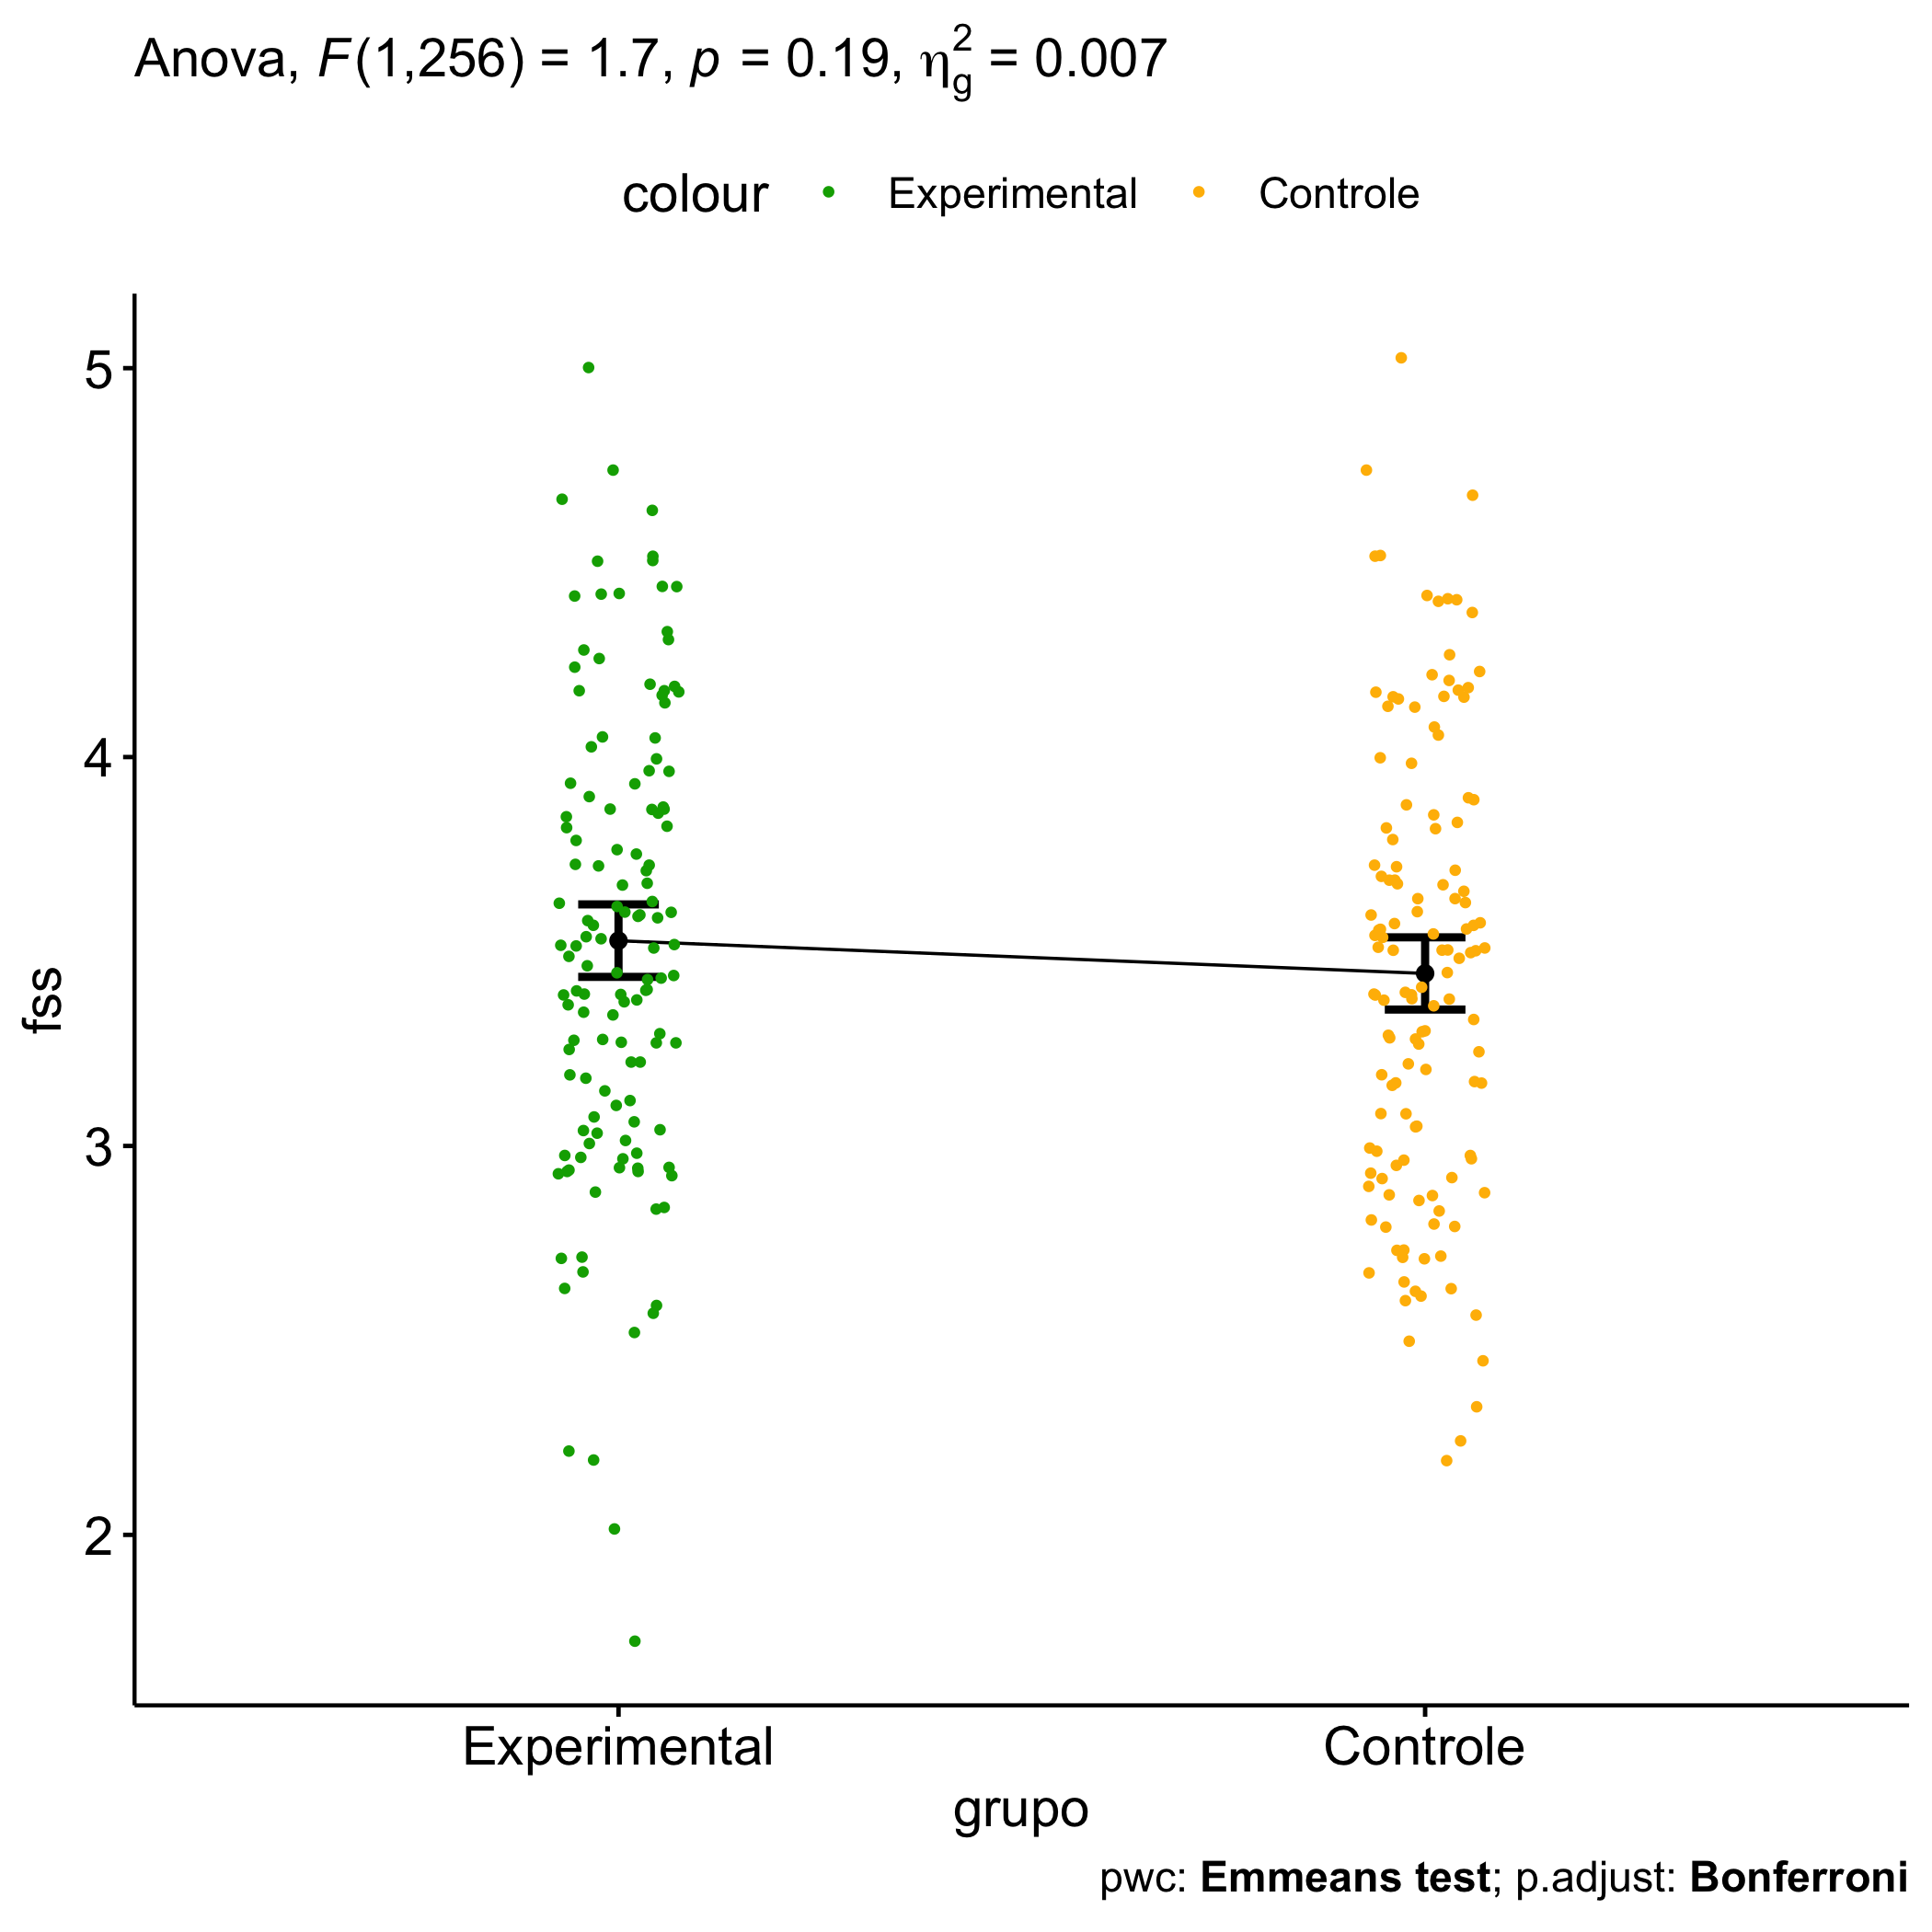 Anova, F(1,256) = 1.7, p = 0.19, η²g = 0.007
colour Experimental Controle
fss
5
4
3
2
Experimental Controle
grupo
pwc: Emmeans test; p.adjust: Bonferroni